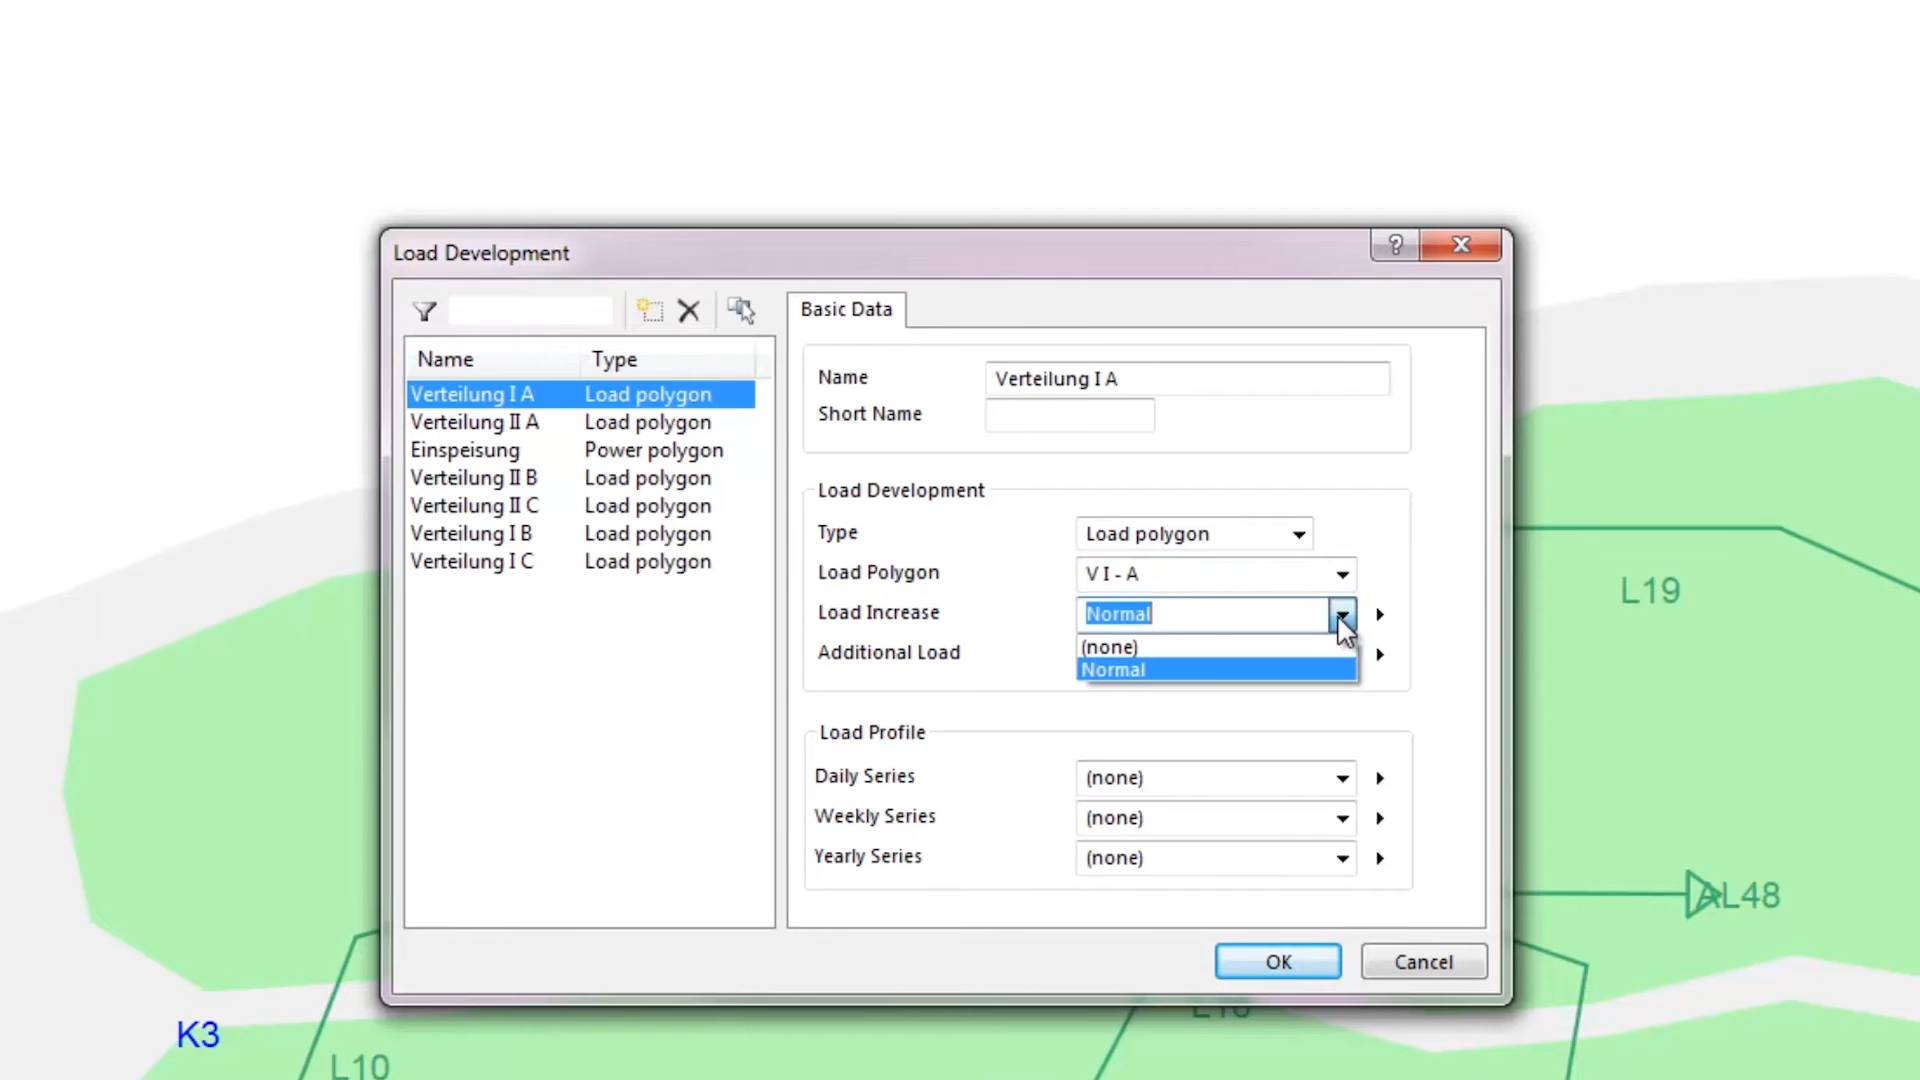 Load Development
?
Name Type
Verteilung I A Load polygon
Verteilung II A Load polygon
Einspeisung Power polygon
Verteilung II B Load polygon
Verteilung II C Load polygon
Verteilung I B Load polygon
Verteilung I C Load polygon
Basic Data
Name Verteilung I A
Short Name
Load Development
Type Load polygon
Load Polygon V I - A
Load Increase Normal
(none)
Normal
Additional Load
Load Profile
Daily Series (none)
Weekly Series (none)
Yearly Series (none)
OK Cancel
L19
AL48
K3
L10